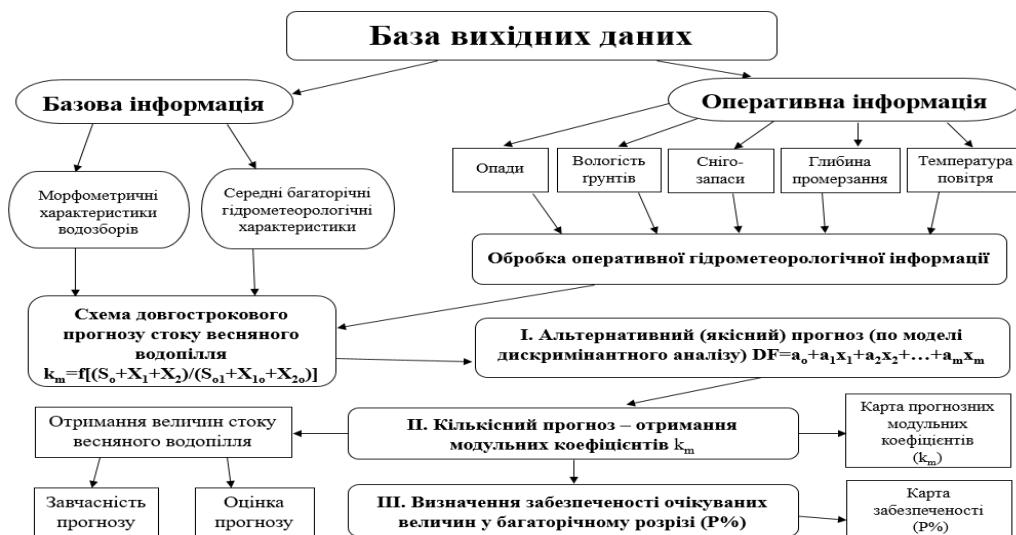 База вихідних даних
Базова інформація
Оперативна інформація
Опади
Вологість
ґрунтів
Сніго-
запаси
Глибина
промерзання
Температура
повітря
Морфометричні
характеристики
водозборів
Середні багаторічні
гідрометеорологічні
характеристики
Обробка оперативної гідрометеорологічної інформації
Схема довгострокового
прогнозу стоку весняного
водопілля
kₘ=f[(Sₒ+X₁+X₂)/(Sₒ₁+X₁ₒ+X₂ₒ)]
I. Альтернативний (якісний) прогноз (по моделі
дискримінантного аналізу) DF=aₒ+a₁x₁+a₂x₂+…+aₘxₘ
Отримання величин стоку
весняного водопілля
II. Кількісний прогноз – отримання
модульних коефіцієнтів kₘ
Карта прогнозних
модульних
коефіцієнтів
(kₘ)
Завчасність
прогнозу
Оцінка
прогнозу
III. Визначення забезпеченості очікуваних
величин у багаторічному розрізі (P%)
Карта
забезпеченості
(P%)